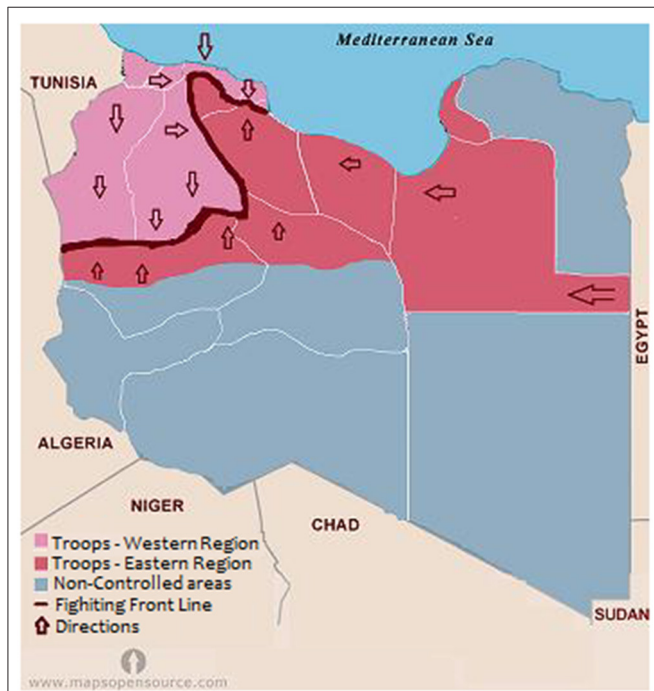 Mediterranean Sea
TUNISIA
EGYPT
ALGERIA
NIGER
CHAD
SUDAN
Troops - Western Region
Troops - Eastern Region
Non-Controlled areas
Fighiting Front Line
Directions
www.mapsopensource.com